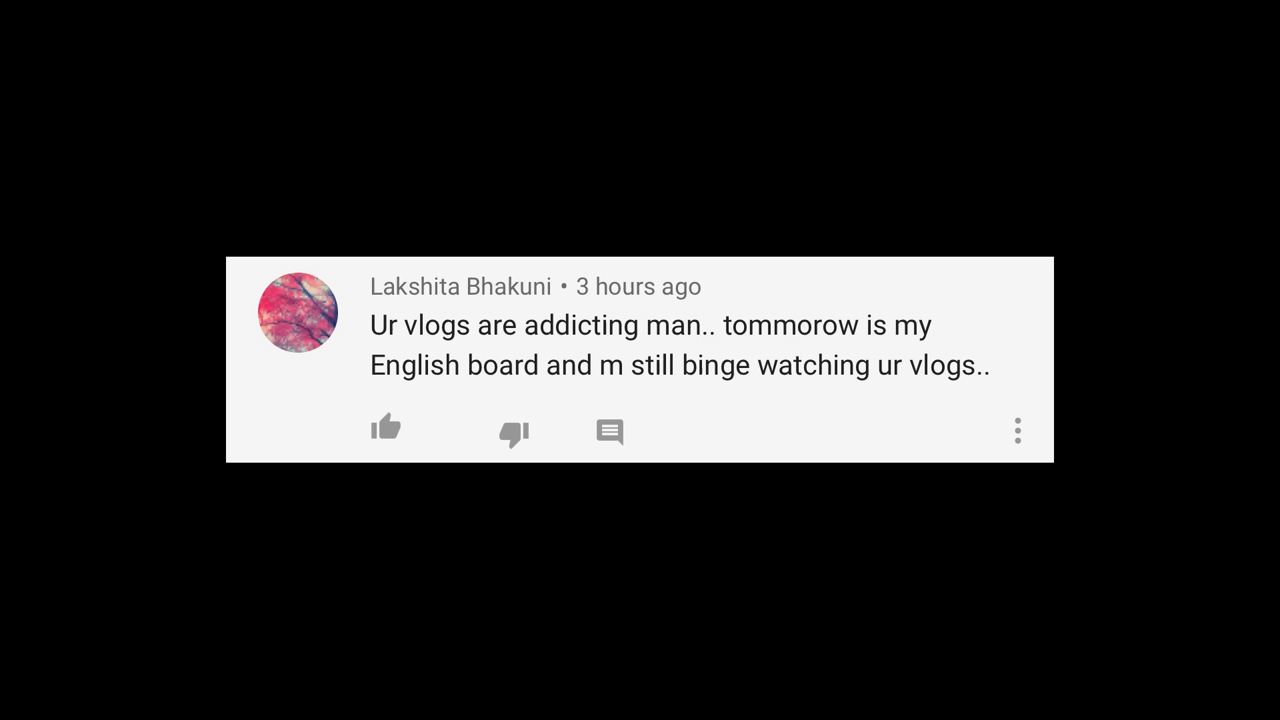 Lakshita Bhakuni • 3 hours ago
Ur vlogs are addicting man.. tommorow is my
English board and m still binge watching ur vlogs..